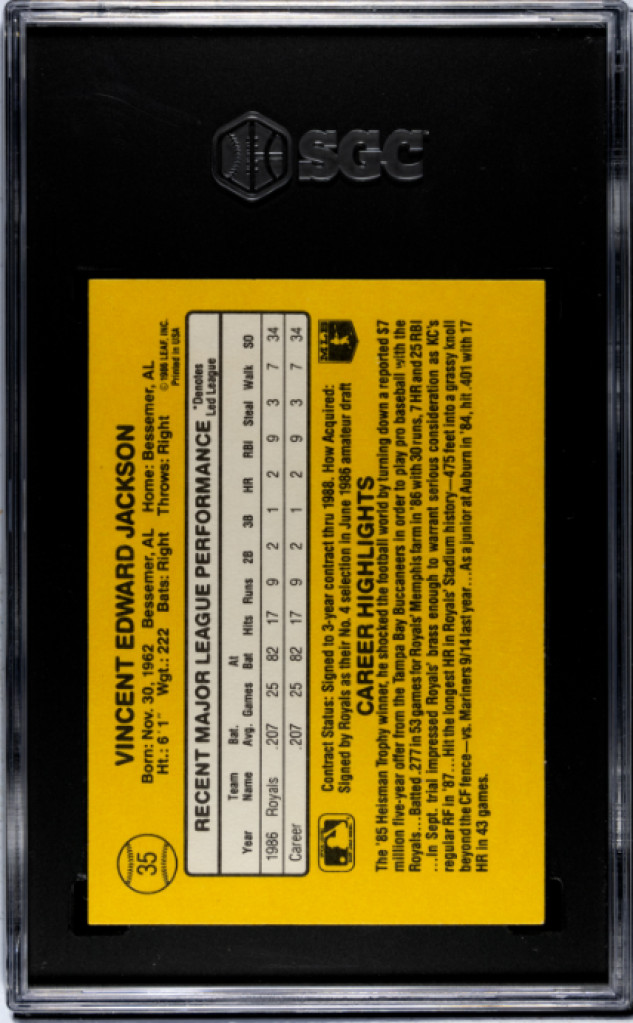 SGC
35
VINCENT EDWARD JACKSON
Born: Nov. 30, 1962 Bessemer, AL Home: Bessemer, AL
Ht.: 6'1" Wgt.: 222 Bats: Right Throws: Right
© 1986 LEAF, INC.
Printed in USA
RECENT MAJOR LEAGUE PERFORMANCE
*Denotes
Led League
Year Team Name Bat. Avg. Games At Bat Hits Runs 2B 3B HR RBI Steal Walk SO
1986 Royals .207 25 82 17 9 2 1 2 9 3 7 34
Career .207 25 82 17 9 2 1 2 9 3 7 34
Contract Status: Signed to 3-year contract thru 1988. How Acquired:
Signed by Royals as their No. 4 selection in June 1986 amateur draft
MLB
CAREER HIGHLIGHTS
The '85 Heisman Trophy winner, he shocked the football world by turning down a reported $7
million five-year offer from the Tampa Bay Buccaneers in order to play pro baseball with the
Royals...Batted .277 in 53 games for Royals' Memphis farm in '86 with 30 runs, 7 HR and 25 RBI
....In Sept. trial impressed Royals' brass enough to warrant serious consideration as KC's
regular RF in '87....Hit the longest HR in Royals' Stadium history—475 feet into a grassy knoll
beyond the CF fence—vs. Mariners 9/14 last year...As a junior at Auburn in '84, hit .401 with 17
HR in 43 games.